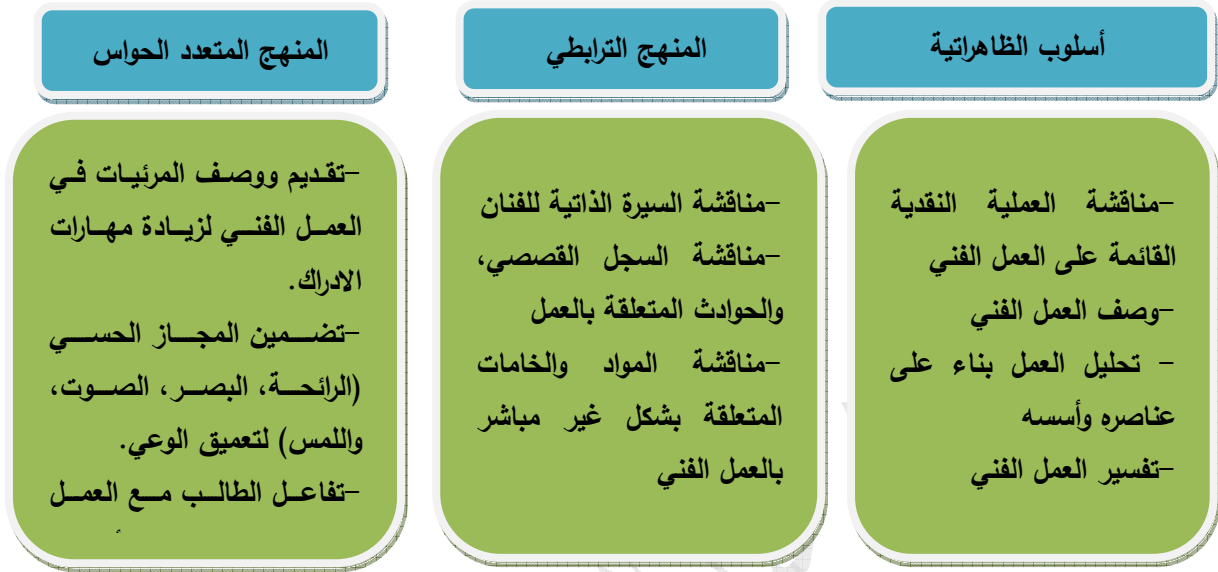 أسلوب الظاهراتية
-مناقشة العملية النقدية
القائمة على العمل الفني
-وصف العمل الفني
- تحليل العمل بناء على
عناصره وأسسه
-تفسير العمل الفني
المنهج الترابطي
-مناقشة السيرة الذاتية للفنان
-مناقشة السجل القصصي،
والحوادث المتعلقة بالعمل
-مناقشة المواد والخامات
المتعلقة بشكل غير مباشر
بالعمل الفني
المنهج المتعدد الحواس
-تقديم ووصف المرئيات في
العمل الفني لزيادة مهارات
الادراك.
-تضمين المجاز الحسي
(الرائحة، البصر، الصوت،
واللمس) لتعميق الوعي.
-تفاعل الطالب مع العمل